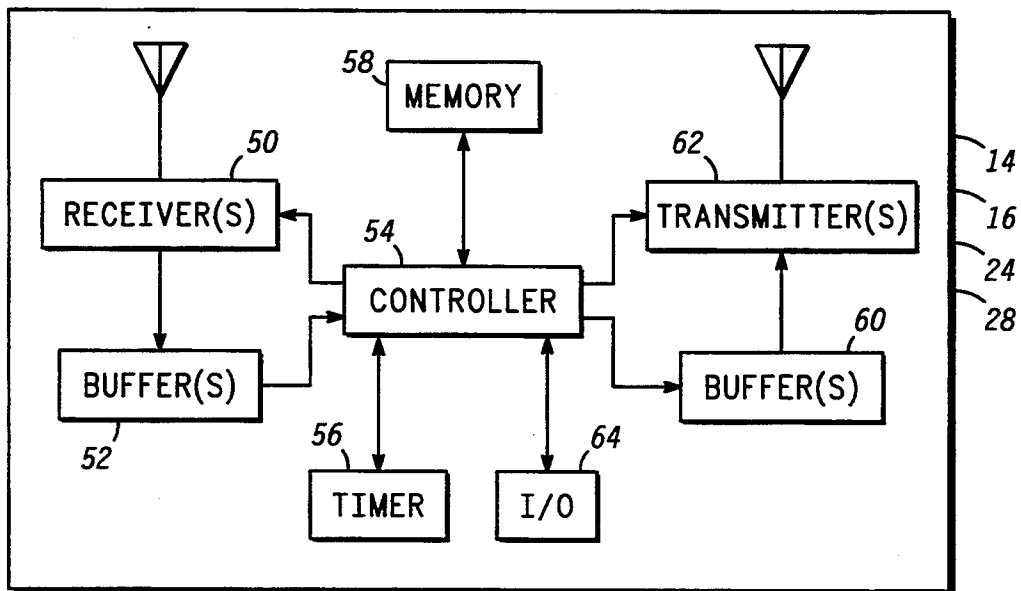 58
MEMORY
50
RECEIVER(S)
62
TRANSMITTER(S)
14
16
24
28
54
CONTROLLER
BUFFER(S)
52
60
BUFFER(S)
56
TIMER
64
I/O